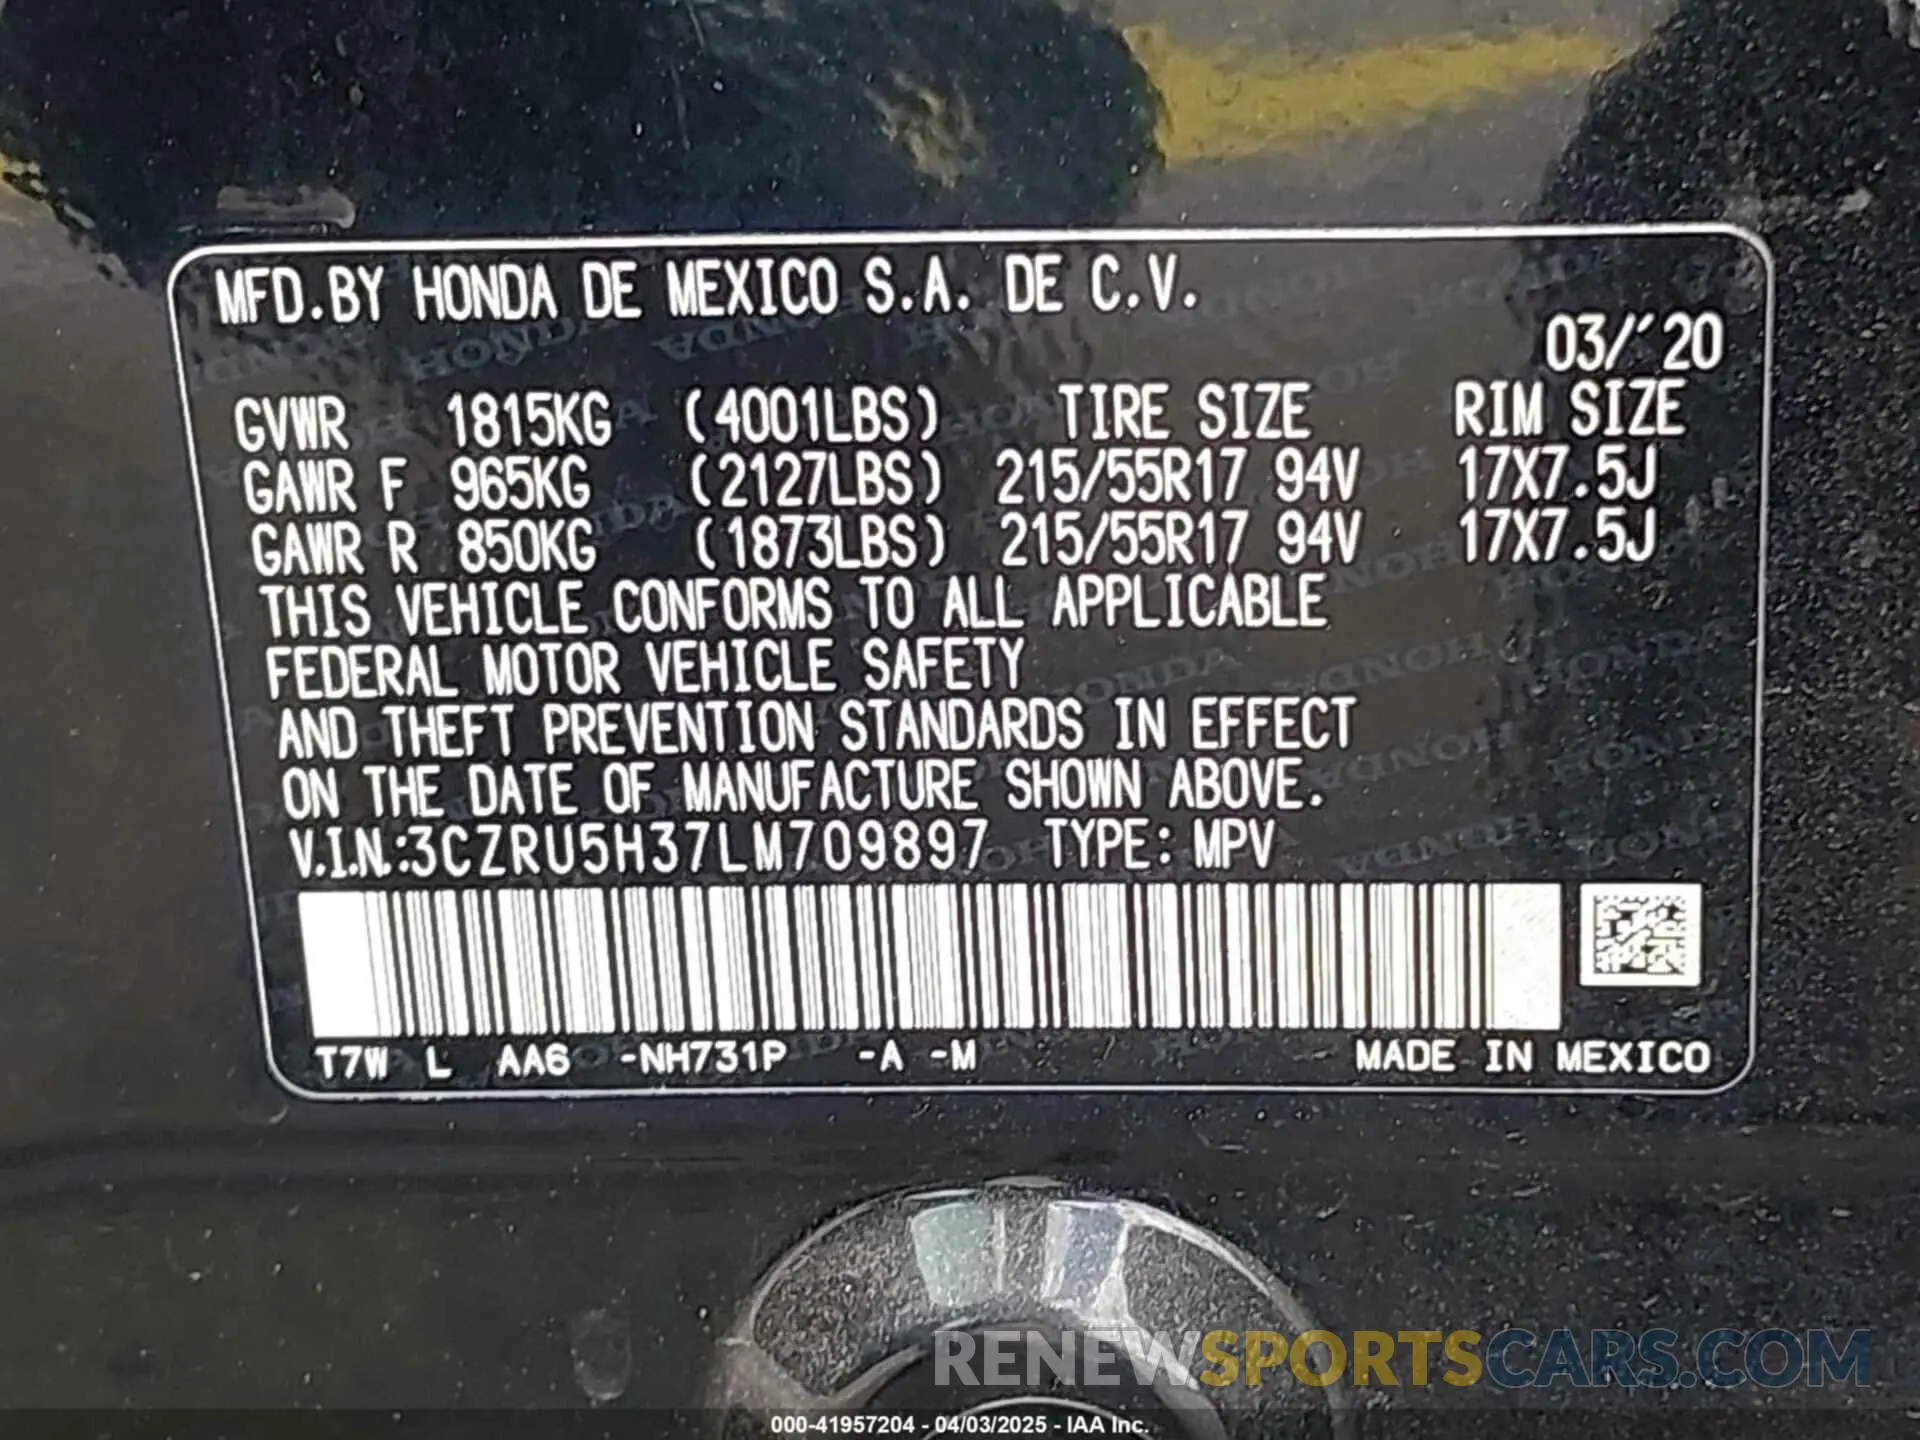 MFD.BY HONDA DE MEXICO S.A. DE C.V.
03/'20
GVWR 1815KG (4001LBS) TIRE SIZE RIM SIZE
GAWR F 965KG (2127LBS) 215/55R17 94V 17X7.5J
GAWR R 850KG (1873LBS) 215/55R17 94V 17X7.5J
THIS VEHICLE CONFORMS TO ALL APPLICABLE
FEDERAL MOTOR VEHICLE SAFETY
AND THEFT PREVENTION STANDARDS IN EFFECT
ON THE DATE OF MANUFACTURE SHOWN ABOVE.
V.I.N.:3CZRU5H37LM709897 TYPE: MPV
T7W L AA6 -NH731P -A -M MADE IN MEXICO
RENEWSPORTSCARS.COM
000-41957204 - 04/03/2025 - IAA Inc.